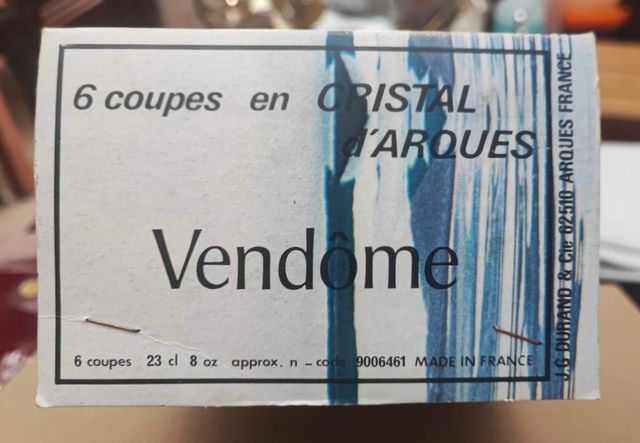 6 coupes en CRISTAL
d'ARQUES
Vendôme
6 coupes 23 cl 8 oz approx. n - code 9006461 MADE IN FRANCE
J.G DURAND & Cie 62510 ARQUES FRANCE